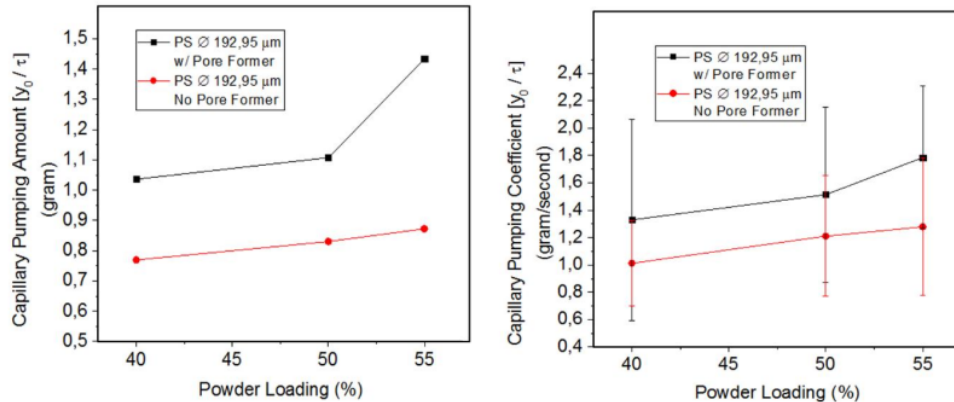 Capillary Pumping Amount [y₀ / τ]
(gram)
1,5
1,4
1,3
1,2
1,1
1,0
0,9
0,8
0,7
0,6
0,5
PS ∅ 192,95 μm
w/ Pore Former
PS ∅ 192,95 μm
No Pore Former
40
45
50
55
Powder Loading (%)
Capillary Pumping Coefficient [y₀ / τ]
(gram/second)
2,4
2,2
2,0
1,8
1,6
1,4
1,2
1,0
0,8
0,6
0,4
PS ∅ 192,95 μm
w/ Pore Former
PS ∅ 192,95 μm
No Pore Former
40
45
50
55
Powder Loading (%)